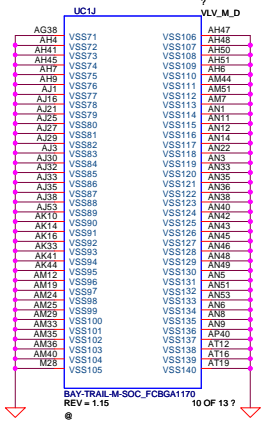 ?
UC1J VLV_M_D
AG38 VSS71 VSS106 AH47
AH4 VSS72 VSS107 AH48
AH41 VSS73 VSS108 AH50
AH45 VSS74 VSS109 AH51
AH7 VSS75 VSS110 AH6
AH9 VSS76 VSS111 AM44
AJ1 VSS77 VSS112 AM51
AJ16 VSS78 VSS113 AM7
AJ21 VSS79 VSS114 AN1
AJ25 VSS80 VSS115 AN11
AJ27 VSS81 VSS116 AN12
AJ29 VSS82 VSS117 AN14
AJ3 VSS83 VSS118 AN22
AJ30 VSS84 VSS119 AN3
AJ32 VSS85 VSS120 AN33
AJ33 VSS86 VSS121 AN35
AJ35 VSS87 VSS122 AN36
AJ38 VSS88 VSS123 AN38
AJ53 VSS89 VSS124 AN40
AK10 VSS90 VSS125 AN42
AK14 VSS91 VSS126 AN43
AK16 VSS92 VSS127 AN45
AK33 VSS93 VSS128 AN46
AK41 VSS94 VSS129 AN48
AK44 VSS95 VSS130 AN49
AM12 VSS96 VSS131 AN5
AM19 VSS97 VSS132 AN51
AM24 VSS98 VSS133 AN53
AM25 VSS99 VSS134 AN6
AM29 VSS100 VSS135 AN8
AM33 VSS101 VSS136 AN9
AM35 VSS102 VSS137 AP40
AM36 VSS103 VSS138 AT12
AM40 VSS104 VSS139 AT16
M28 VSS105 VSS140 AT19
BAY-TRAIL-M-SOC_FCBGA1170
REV = 1.15 10 OF 13 ?
@